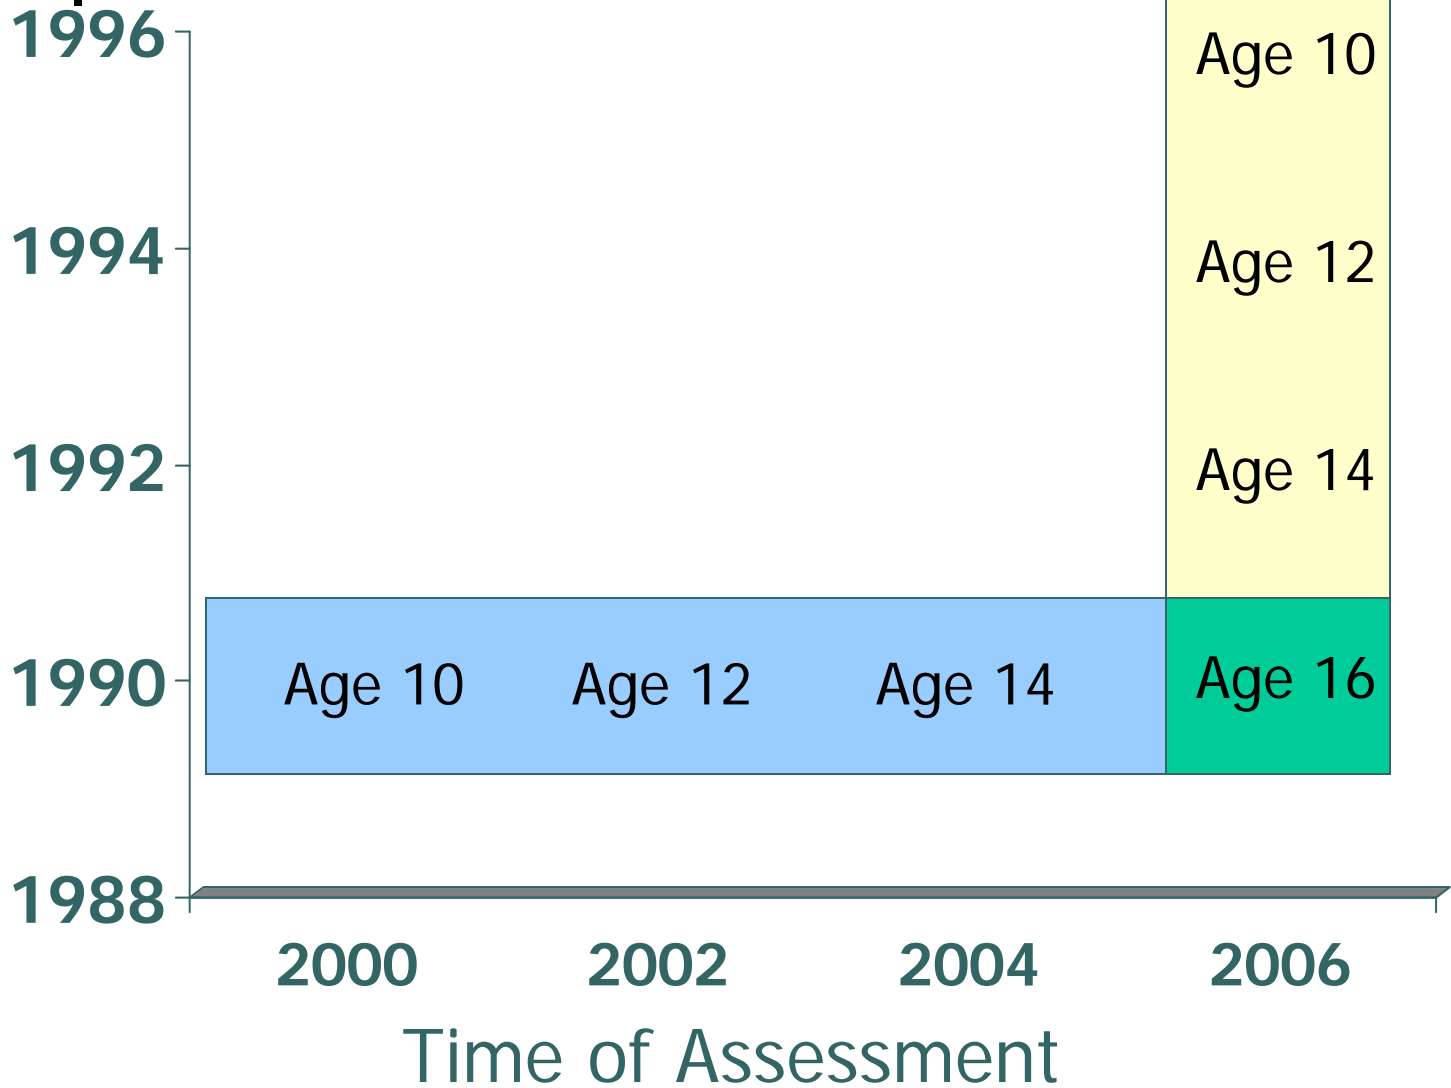 1996
Age 10
1994
Age 12
1992
Age 14
1990
Age 10 Age 12 Age 14 Age 16
1988
2000 2002 2004 2006
Time of Assessment